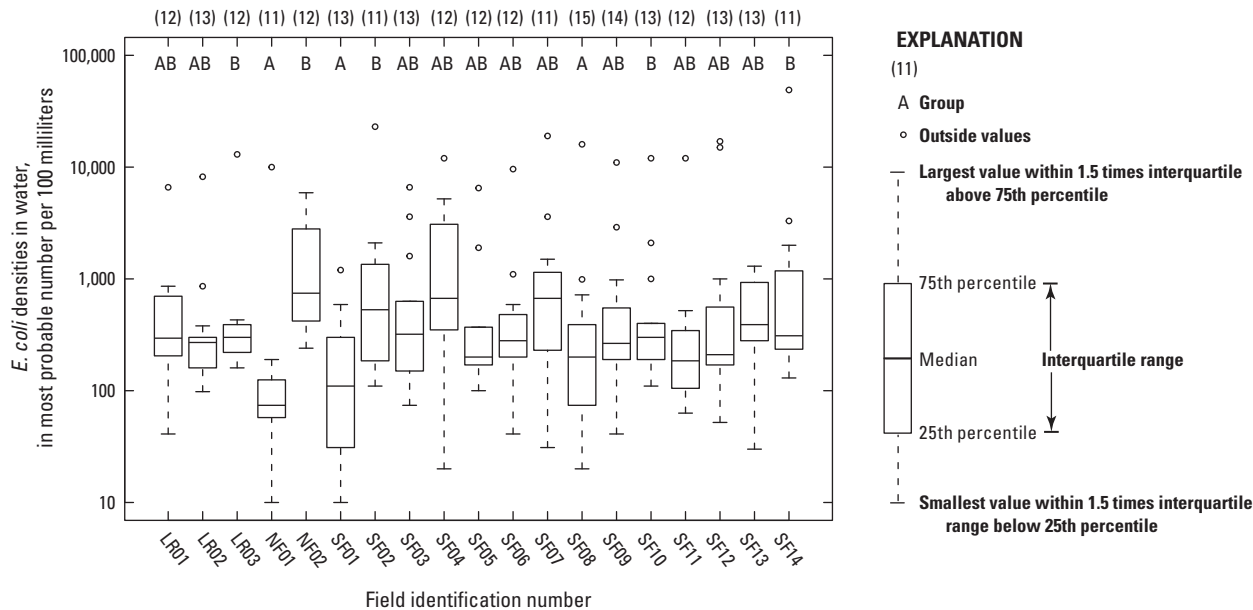 (12) (13) (12) (11) (12) (13) (11) (13) (12) (12) (12) (11) (15) (14) (13) (12) (13) (13) (11)
AB AB B A B A B AB AB AB AB AB A AB B AB AB AB B
100,000
10,000
1,000
100
10
E. coli densities in water,
in most probable number per 100 milliliters
LR01 LR02 LR03 NF01 NF02 SF01 SF02 SF03 SF04 SF05 SF06 SF07 SF08 SF09 SF10 SF11 SF12 SF13 SF14
Field identification number
EXPLANATION
(11)
A Group
Outside values
Largest value within 1.5 times interquartile
above 75th percentile
75th percentile
Median
Interquartile range
25th percentile
Smallest value within 1.5 times interquartile
range below 25th percentile